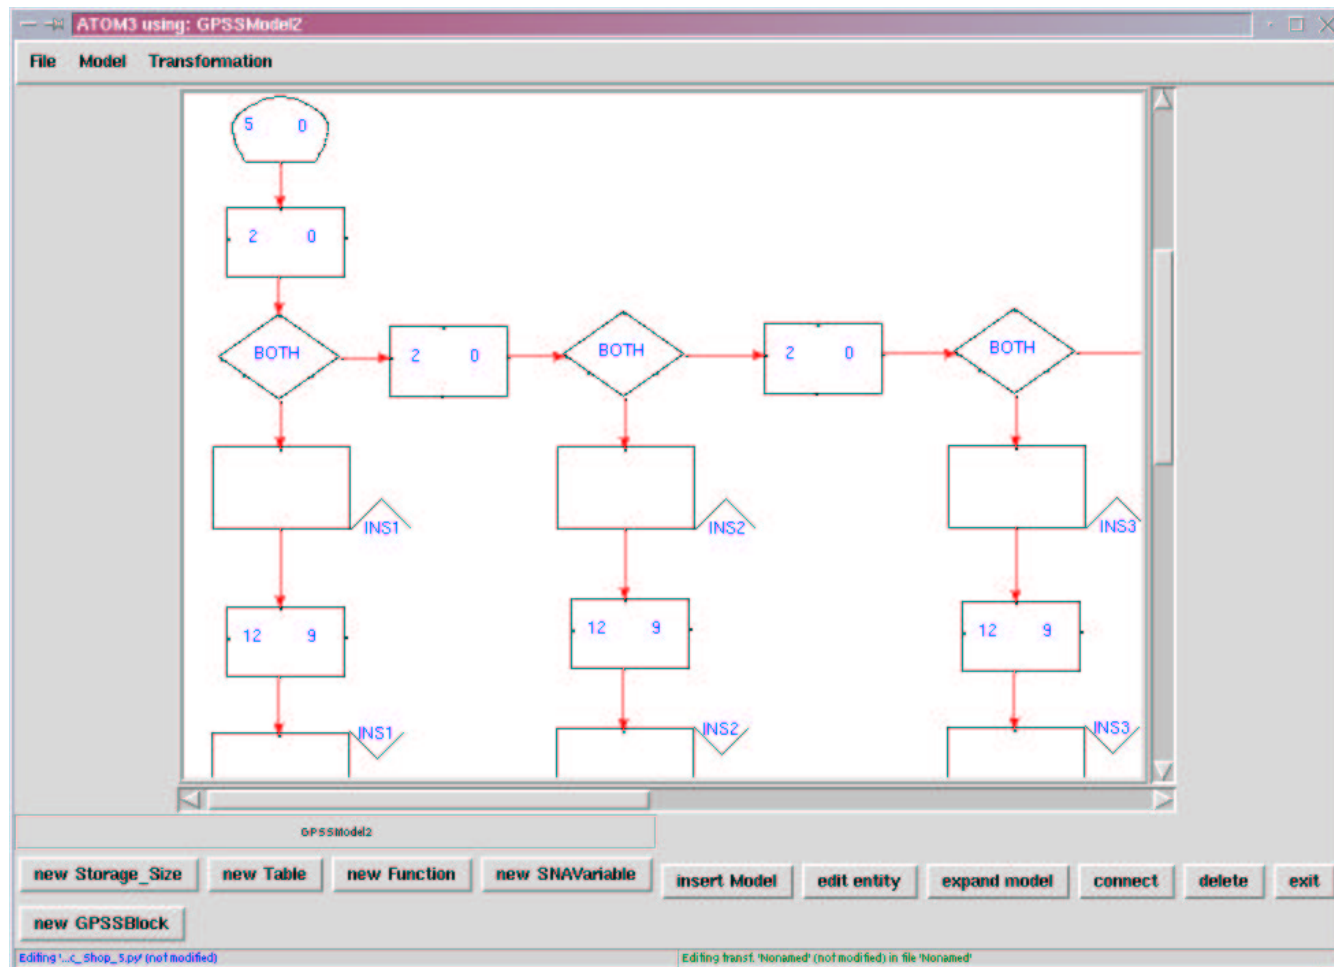 ATOM3 using: GPSSModel2
File Model Transformation
5 0
2 0
BOTH 2 0 BOTH 2 0 BOTH
INS1 INS2 INS3
12 9 12 9 12 9
INS1 INS2 INS3
GPSSModel2
new Storage_Size new Table new Function new SNAVariable insert Model edit entity expand model connect delete exit
new GPSSBlock
Editing '...c_Shop_5.py' (not modified) Editing transf. 'Nonamed' (not modified) in file 'Nonamed'